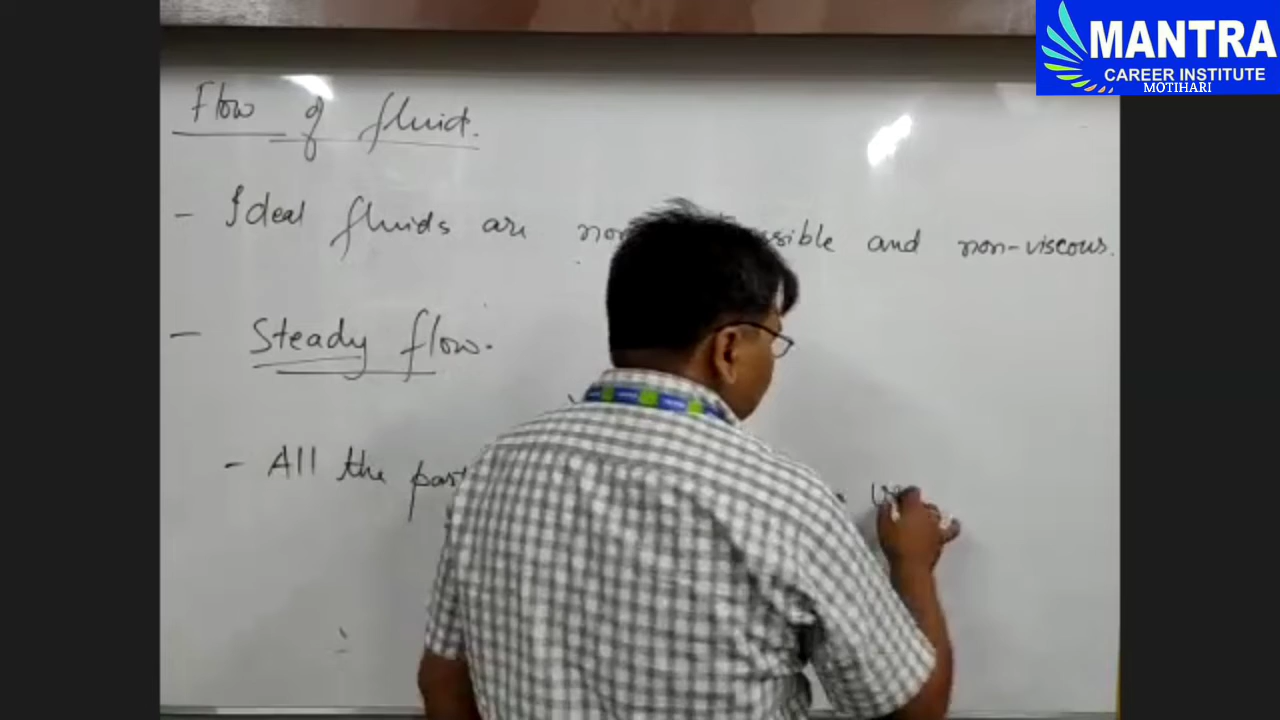 MANTRA
CAREER INSTITUTE
MOTIHARI
Flow of fluid.
- Ideal fluids are non and non-viscous.
- Steady flow.
- All the